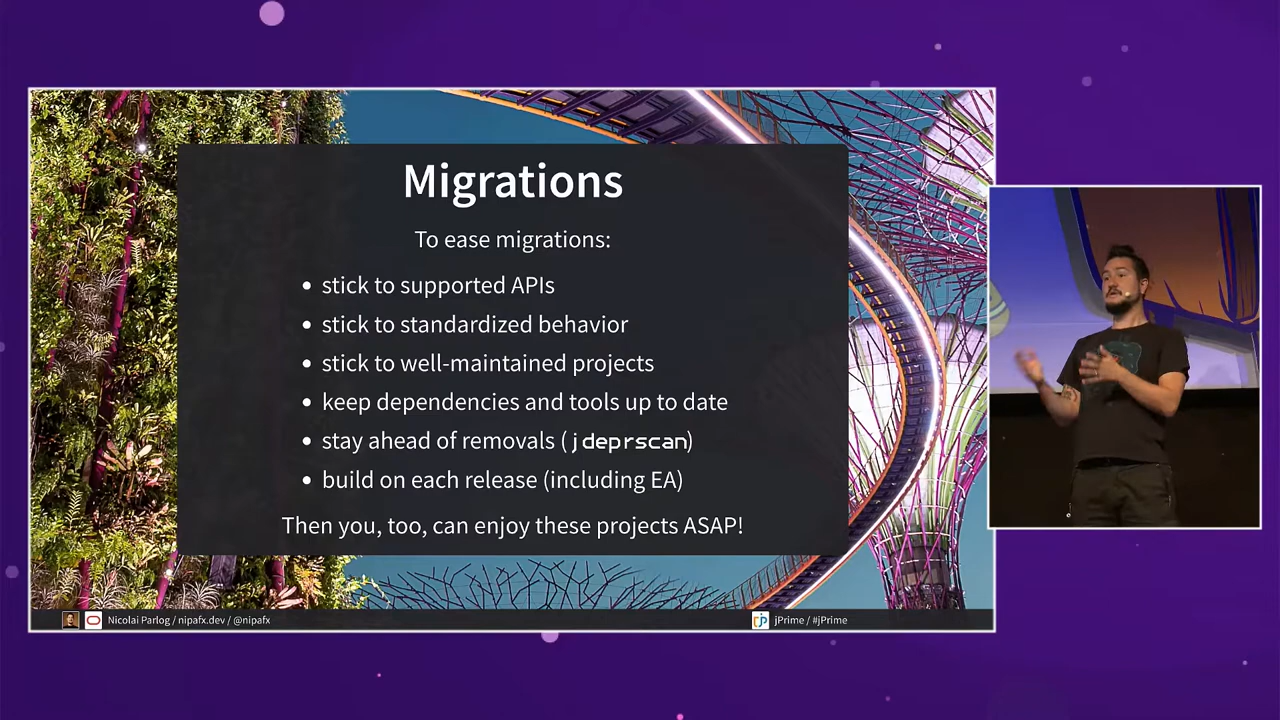 Migrations
To ease migrations:
• stick to supported APIs
• stick to standardized behavior
• stick to well-maintained projects
• keep dependencies and tools up to date
• stay ahead of removals (jdeprscan)
• build on each release (including EA)
Then you, too, can enjoy these projects ASAP!
Nicolai Parlog / nipafx.dev / @nipafx
jPrime / #jPrime